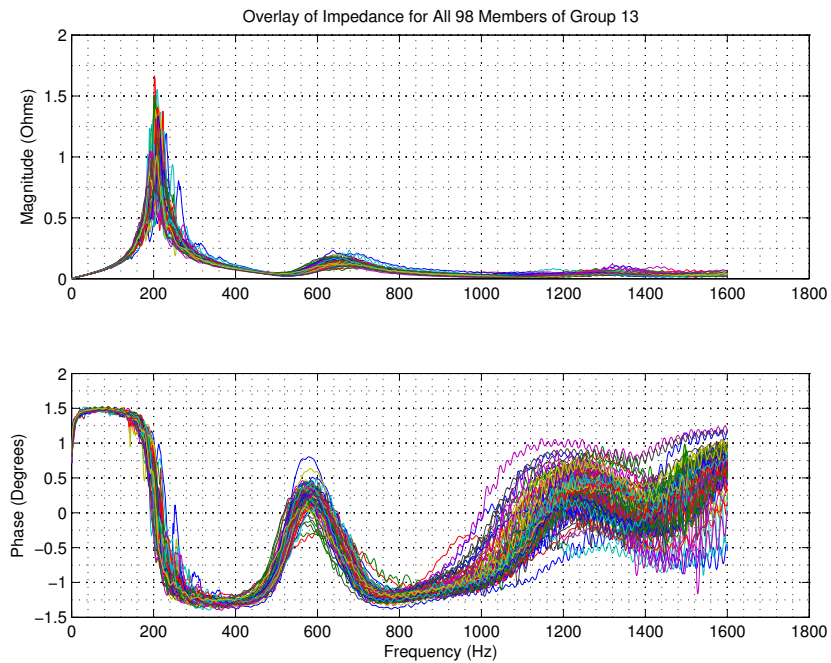 Overlay of Impedance for All 98 Members of Group 13
Magnitude (Ohms)
2
1.5
1
0.5
0
0 200 400 600 800 1000 1200 1400 1600 1800
Phase (Degrees)
2
1.5
1
0.5
0
−0.5
−1
−1.5
0 200 400 600 800 1000 1200 1400 1600 1800
Frequency (Hz)